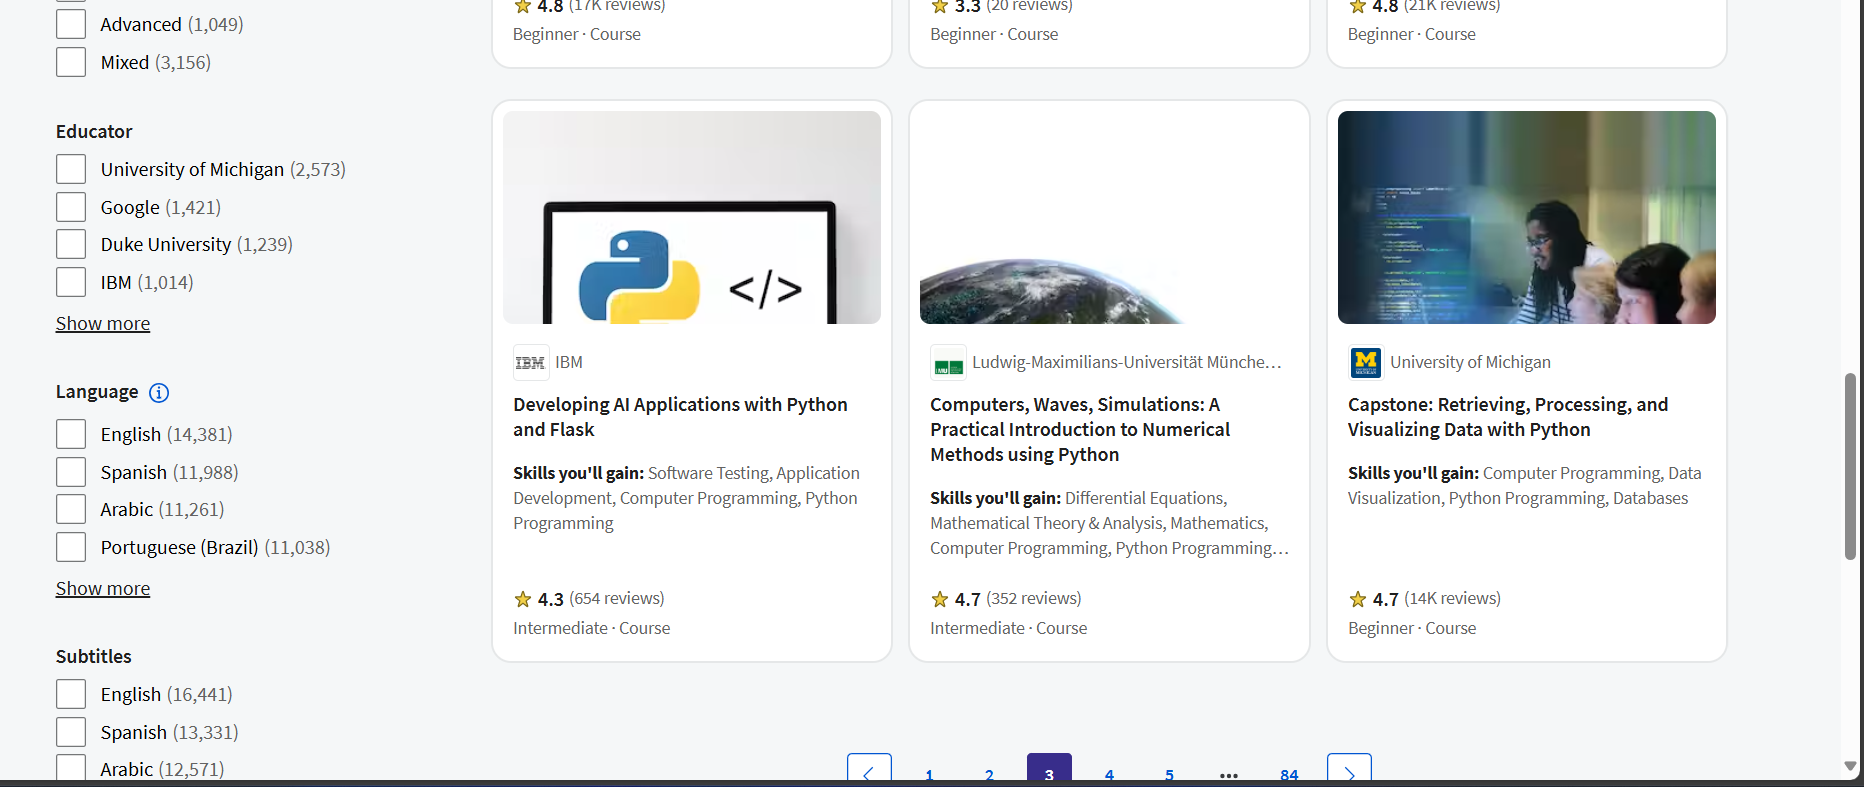 Advanced (1,049)
Mixed (3,156)
Educator
University of Michigan (2,573)
Google (1,421)
Duke University (1,239)
IBM (1,014)
Show more
Language
English (14,381)
Spanish (11,988)
Arabic (11,261)
Portuguese (Brazil) (11,038)
Show more
Subtitles
English (16,441)
Spanish (13,331)
Arabic (12,571)
4.8 (17K reviews)
Beginner · Course
3.3 (20 reviews)
Beginner · Course
4.8 (21K reviews)
Beginner · Course
</>
IBM IBM
Developing AI Applications with Python
and Flask
Skills you'll gain: Software Testing, Application
Development, Computer Programming, Python
Programming
4.3 (654 reviews)
Intermediate · Course
LMU Ludwig-Maximilians-Universität Münche...
Computers, Waves, Simulations: A
Practical Introduction to Numerical
Methods using Python
Skills you'll gain: Differential Equations,
Mathematical Theory & Analysis, Mathematics,
Computer Programming, Python Programming...
4.7 (352 reviews)
Intermediate · Course
M University of Michigan
Capstone: Retrieving, Processing, and
Visualizing Data with Python
Skills you'll gain: Computer Programming, Data
Visualization, Python Programming, Databases
4.7 (14K reviews)
Beginner · Course
1 2 3 4 5 ... 84